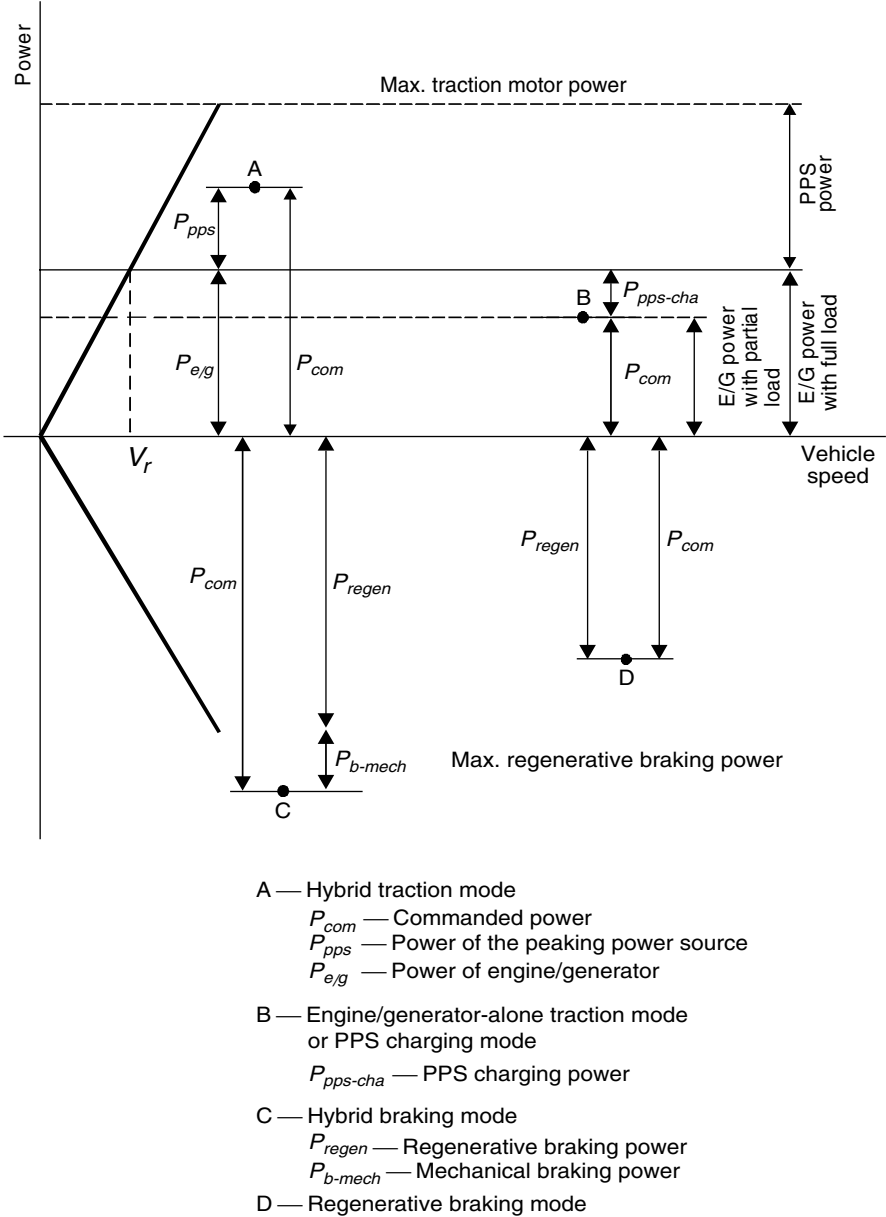 Power
Max. traction motor power
A
PPS
power
P_pps
B
P_pps-cha
P_e/g
P_com
P_com
E/G power
with partial
load
E/G power
with full load
V_r
Vehicle
speed
P_com
P_regen
P_regen
P_com
D
P_b-mech
Max. regenerative braking power
C
A — Hybrid traction mode
P_com — Commanded power
P_pps — Power of the peaking power source
P_e/g — Power of engine/generator
B — Engine/generator-alone traction mode
or PPS charging mode
P_pps-cha — PPS charging power
C — Hybrid braking mode
P_regen — Regenerative braking power
P_b-mech — Mechanical braking power
D — Regenerative braking mode